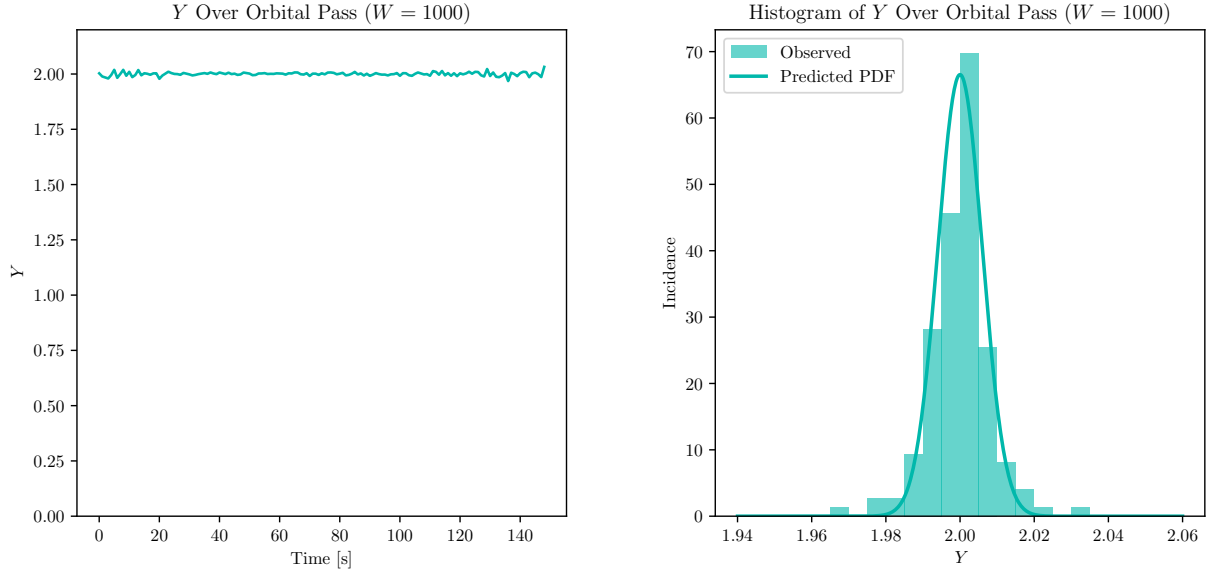 Y Over Orbital Pass (W = 1000)
2.00
1.75
1.50
1.25
1.00
0.75
0.50
0.25
0.00
Y
0 20 40 60 80 100 120 140
Time [s]
Histogram of Y Over Orbital Pass (W = 1000)
Observed
Predicted PDF
70
60
50
40
30
20
10
0
Incidence
1.94 1.96 1.98 2.00 2.02 2.04 2.06
Y